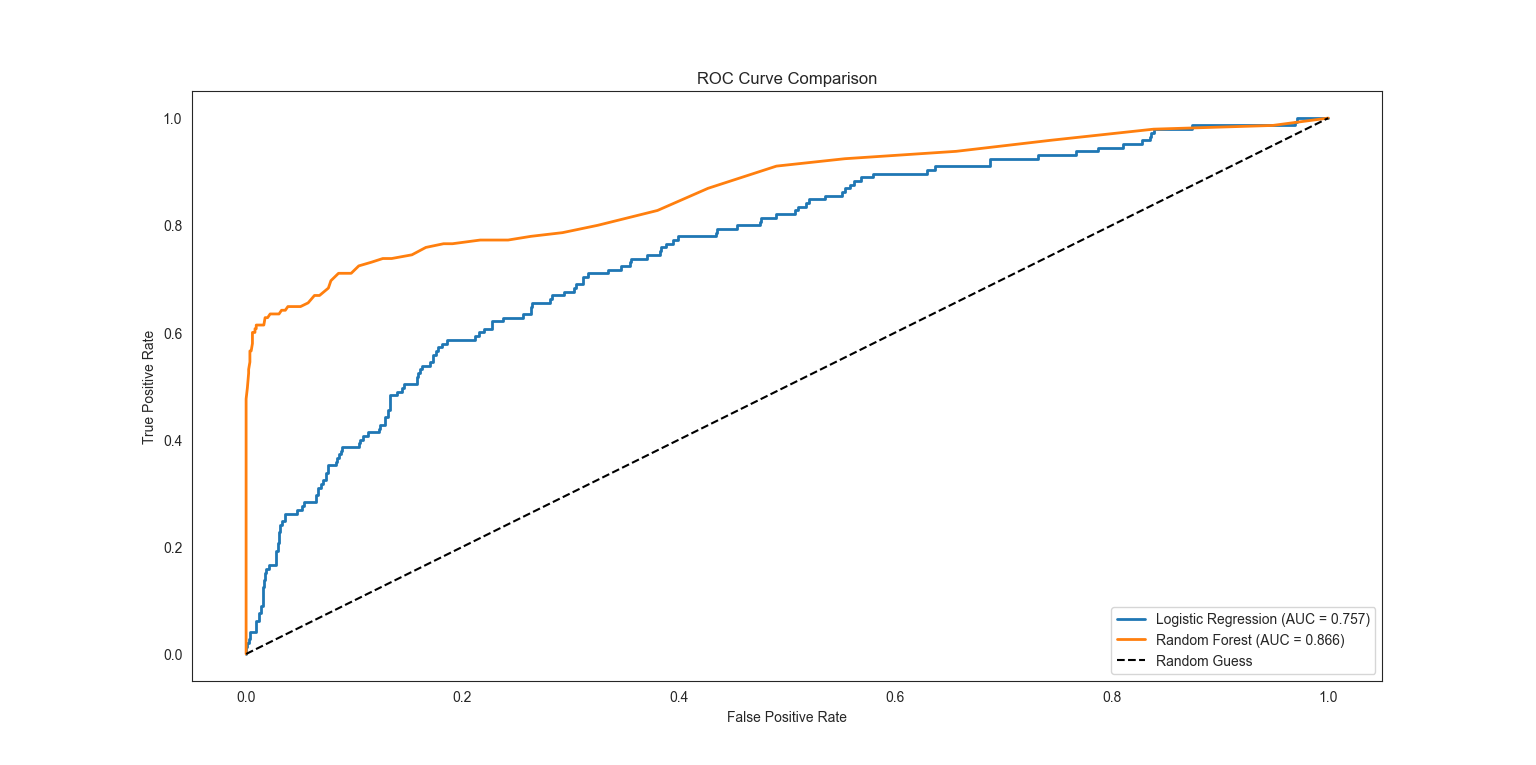 ROC Curve Comparison
1.0
0.8
0.6
0.4
0.2
0.0
True Positive Rate
0.0 0.2 0.4 0.6 0.8 1.0
False Positive Rate
Logistic Regression (AUC = 0.757)
Random Forest (AUC = 0.866)
Random Guess